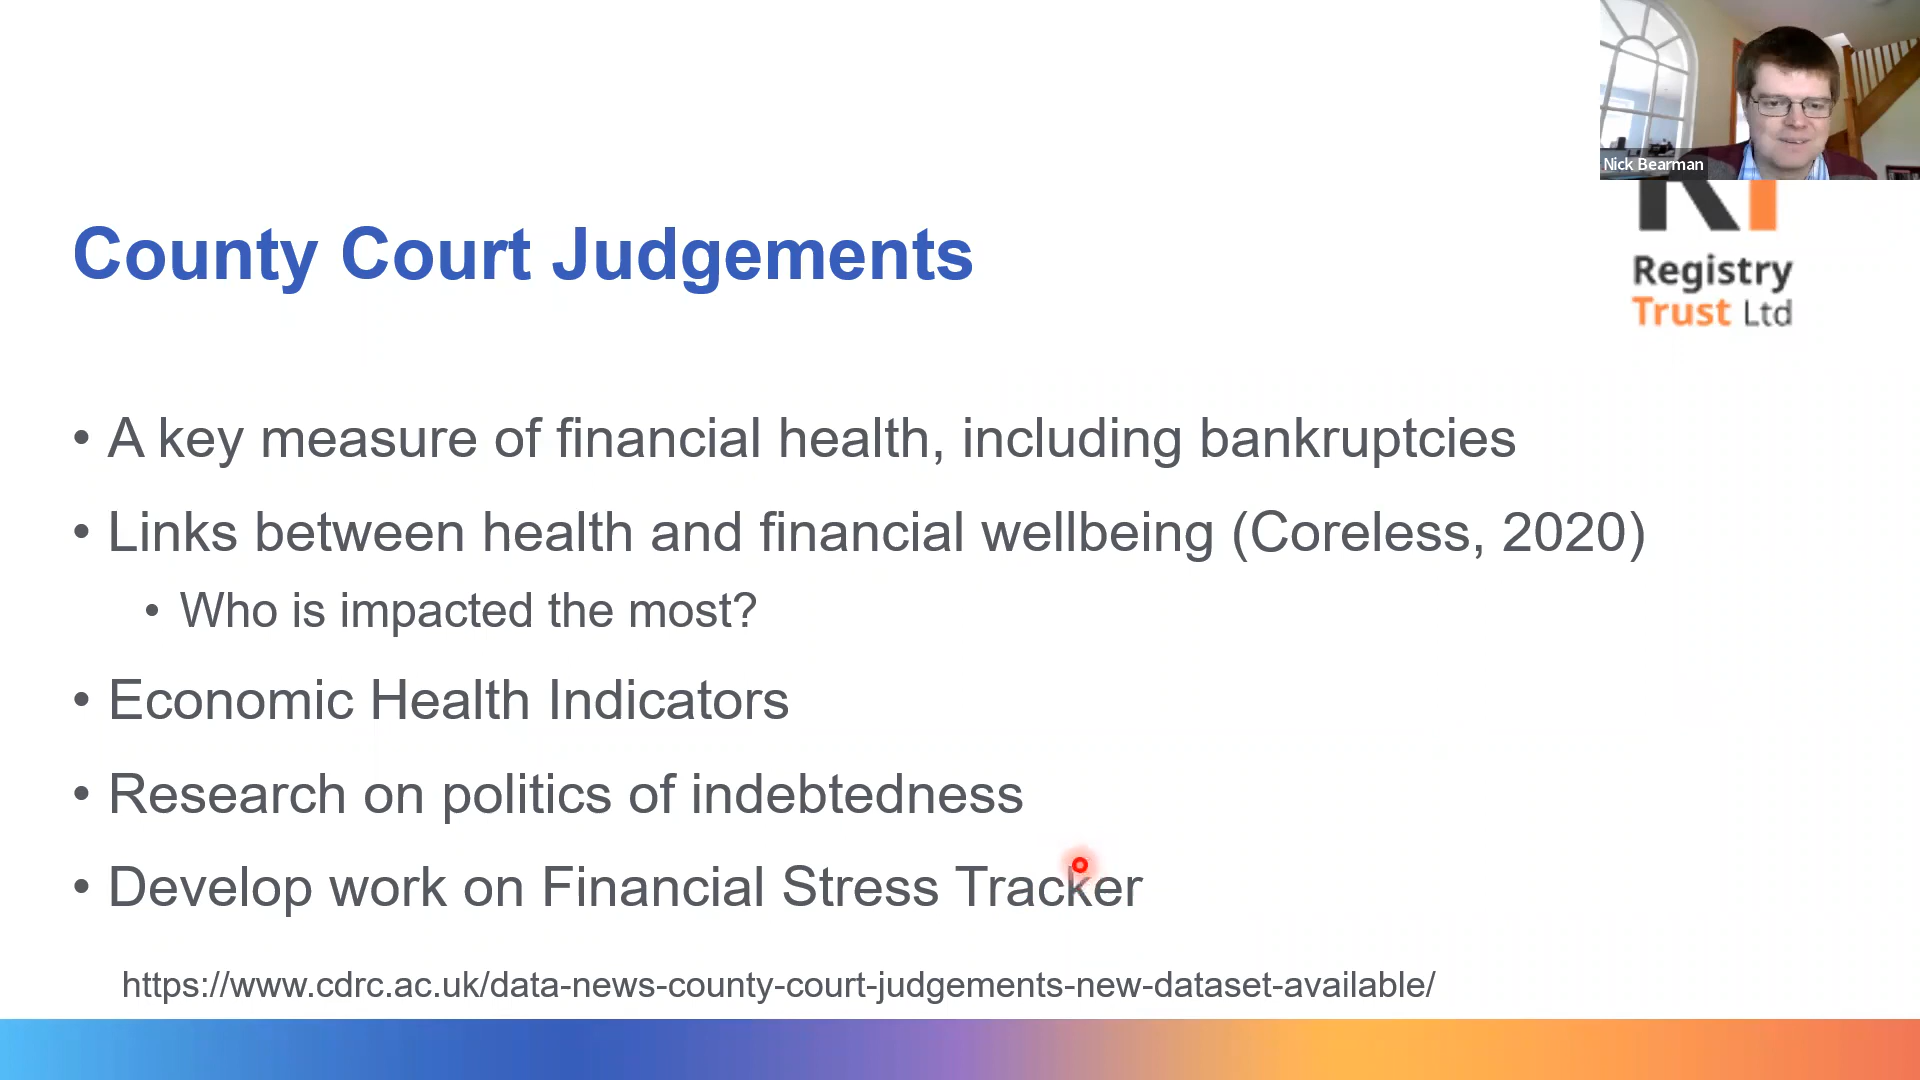 Nick Bearman
Registry
Trust Ltd
County Court Judgements
• A key measure of financial health, including bankruptcies
• Links between health and financial wellbeing (Coreless, 2020)
• Who is impacted the most?
• Economic Health Indicators
• Research on politics of indebtedness
• Develop work on Financial Stress Tracker
https://www.cdrc.ac.uk/data-news-county-court-judgements-new-dataset-available/